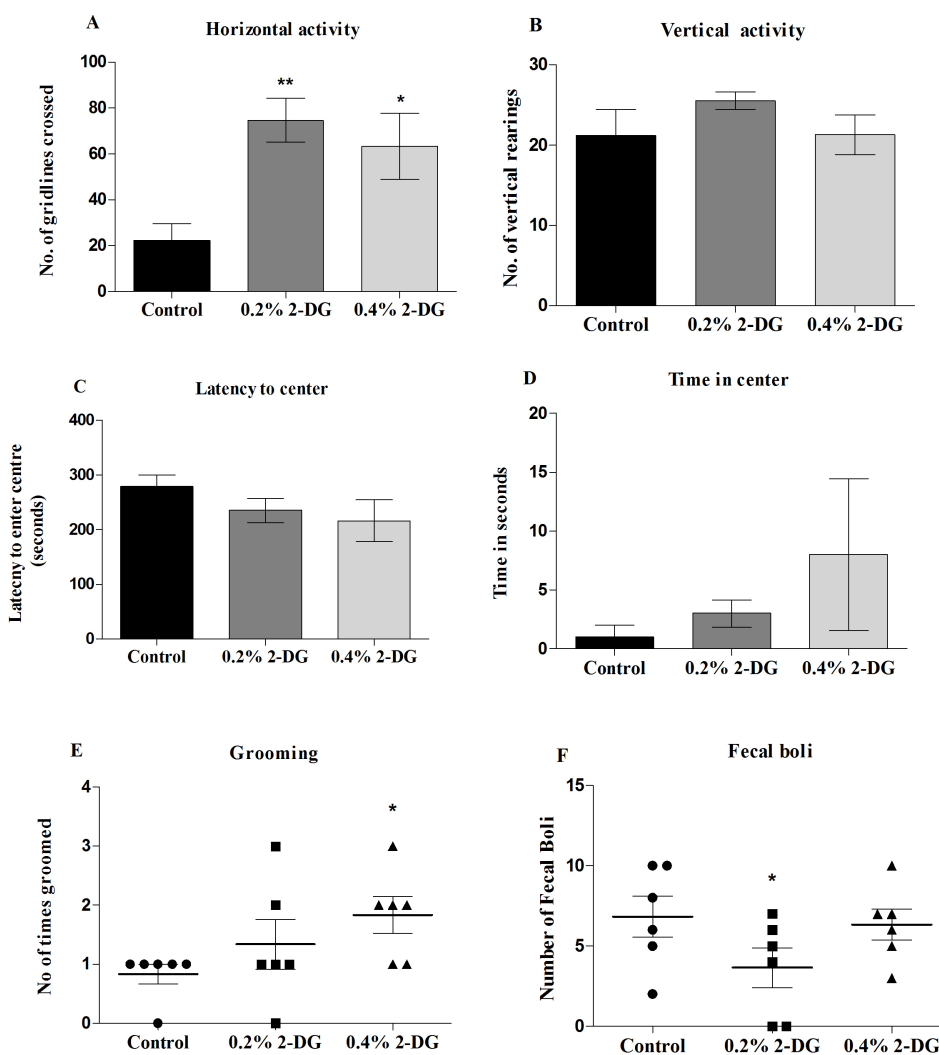 A
Horizontal activity
No. of gridlines crossed
100
80
60
40
20
0
**
*
Control
0.2% 2-DG
0.4% 2-DG
B
Vertical activity
No. of vertical rearings
30
20
10
0
Control
0.2% 2-DG
0.4% 2-DG
C
Latency to center
Latecny to enter centre
(seconds)
400
300
200
100
0
Control
0.2% 2-DG
0.4% 2-DG
D
Time in center
Time in seconds
20
15
10
5
0
Control
0.2% 2-DG
0.4% 2-DG
E
Grooming
No of times groomed
4
3
2
1
0
*
Control
0.2% 2-DG
0.4% 2-DG
F
Fecal boli
Number of Fecal Boli
15
10
5
0
*
Control
0.2% 2-DG
0.4% 2-DG